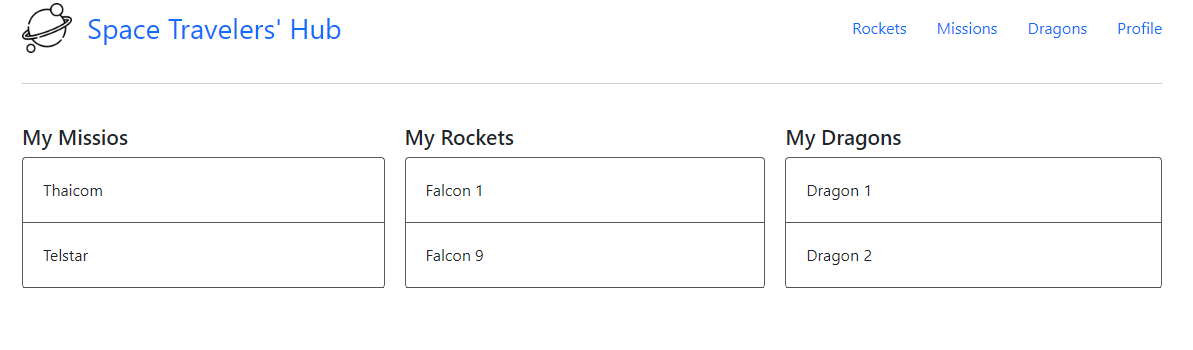 Space Travelers' Hub
Rockets Missions Dragons Profile
My Missios
Thaicom
Telstar
My Rockets
Falcon 1
Falcon 9
My Dragons
Dragon 1
Dragon 2